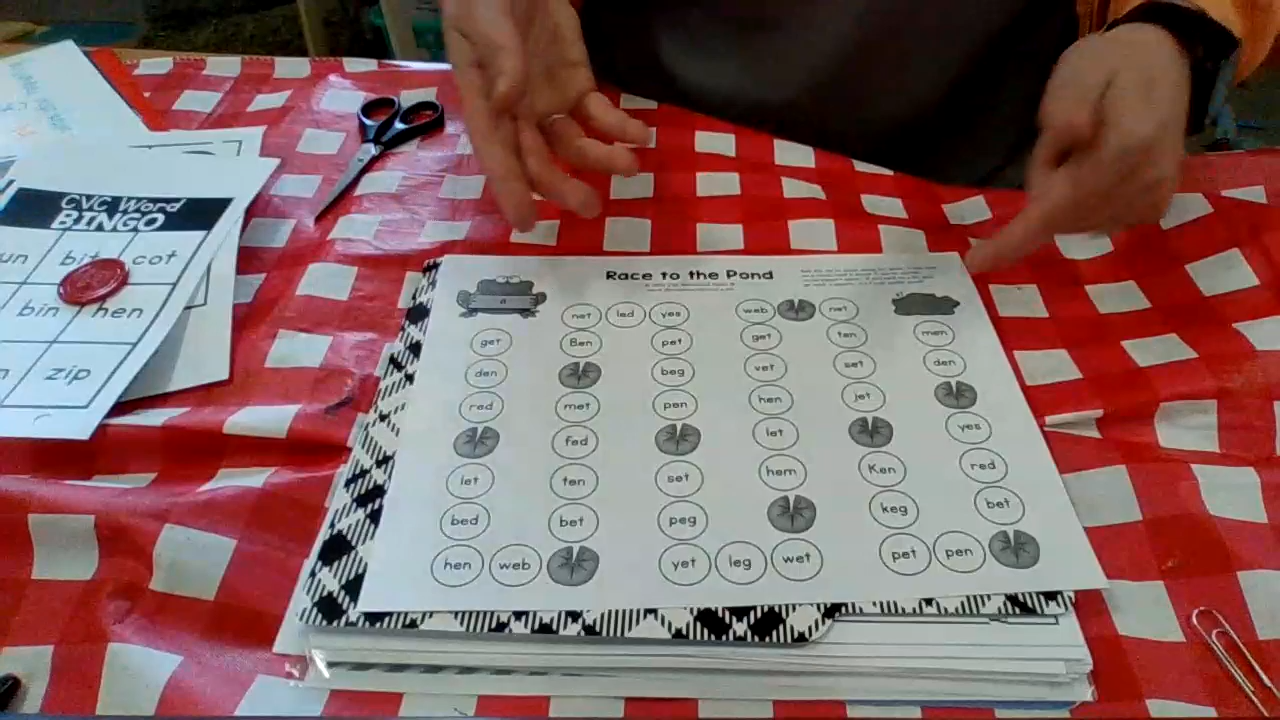 CVC Word
BINGO
un bit cot
bin hen
zip
Race to the Pond
net led yes web net
get Ben pet get ten men
den beg vet set den
red met pen hen jet
fed let yes
let ten set hem Ken red
bed bet peg keg bet
hen web yet leg wet pet pen